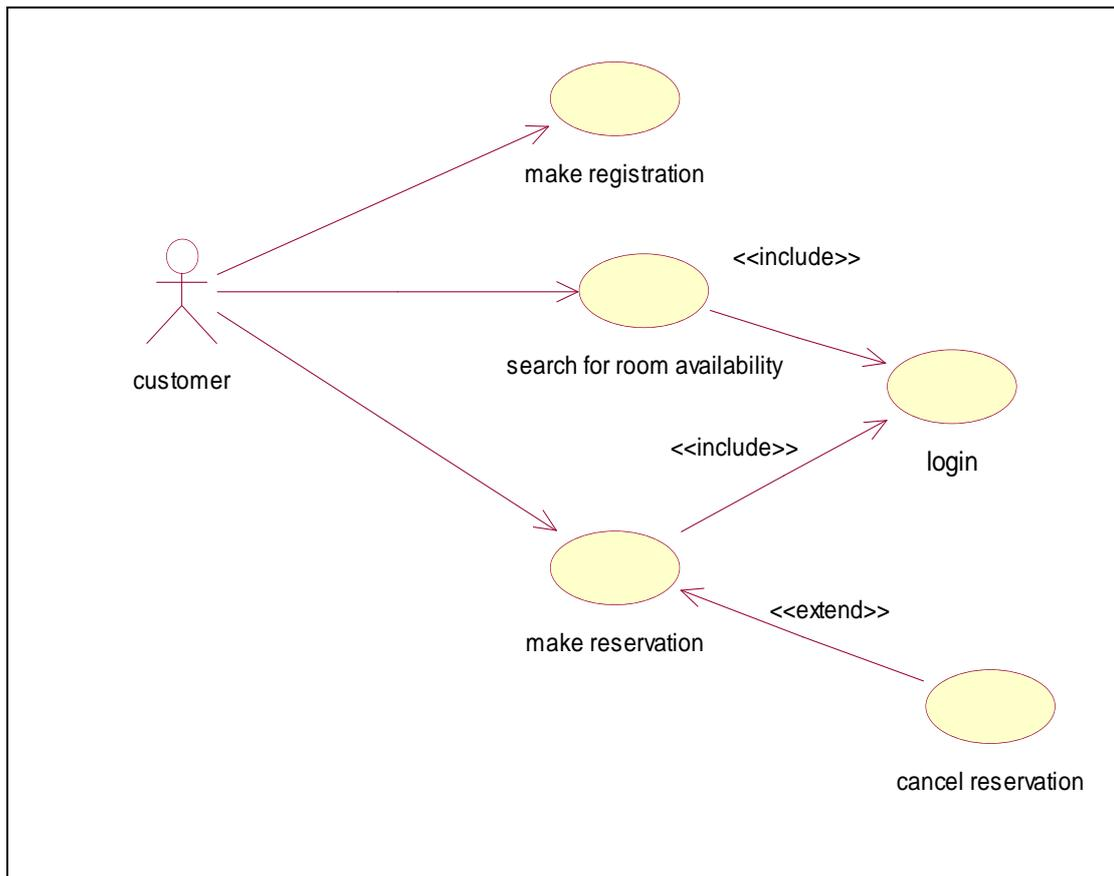 make registration
<<include>>
search for room availability
customer
<<include>>
login
make reservation
<<extend>>
cancel reservation